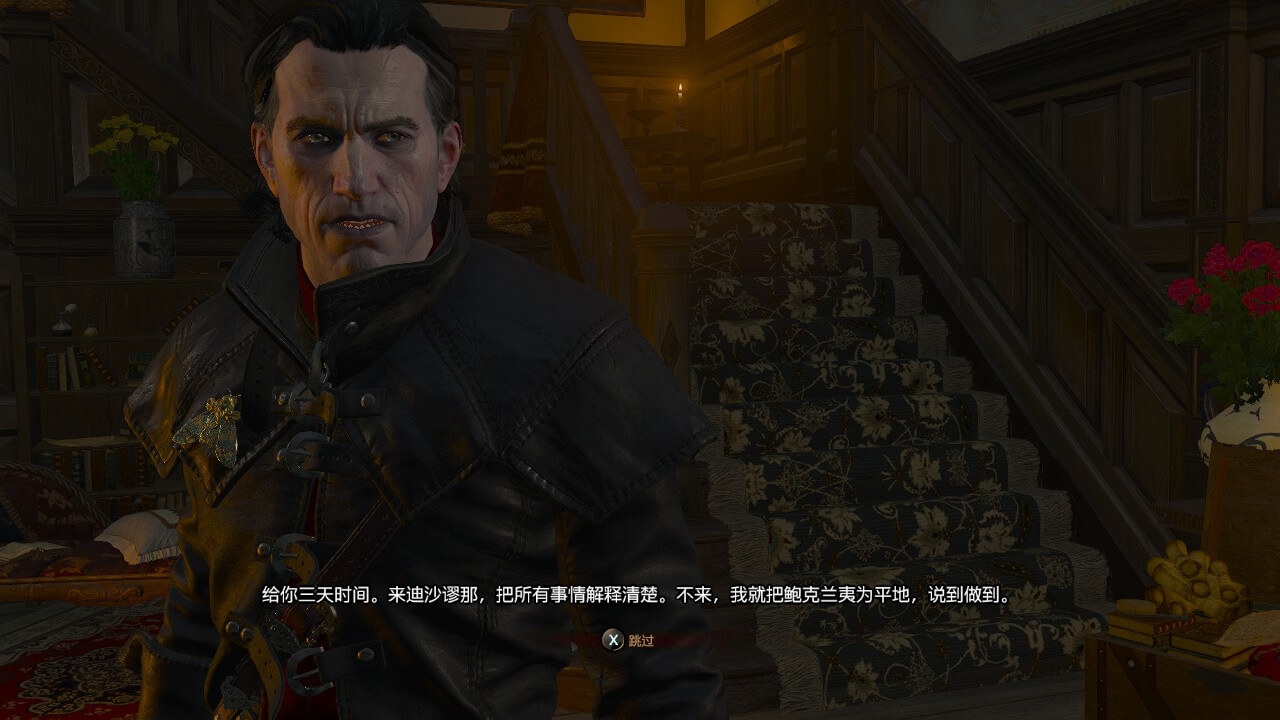 给你三天时间。来迪沙谬那，把所有事情解释清楚。不来，我就把鲍克兰夷为平地，说到做到。
X 跳过